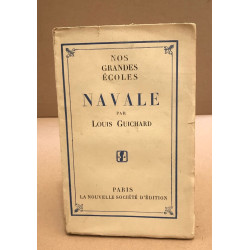 NOS
GRANDES
ÉCOLES
NAVALE
PAR
LOUIS GUICHARD
PARIS
LA NOUVELLE SOCIÉTÉ D'ÉDITION